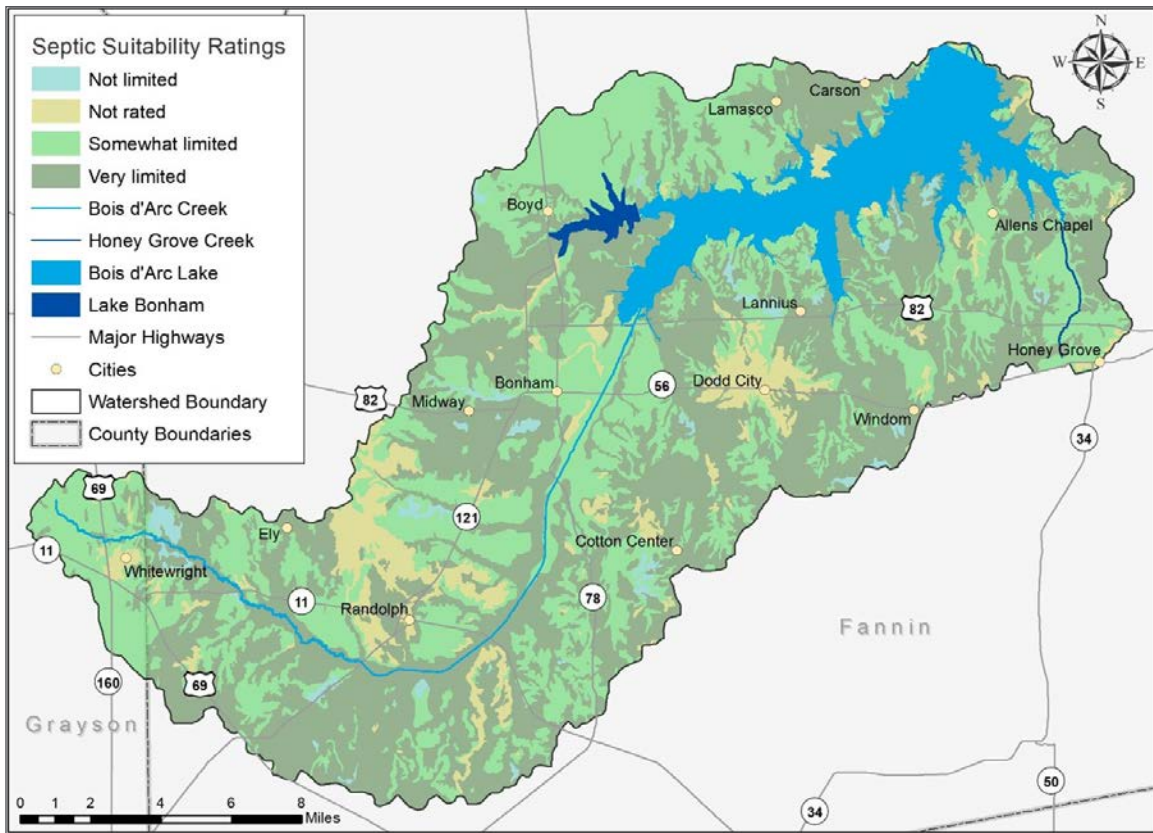 Septic Suitability Ratings
Not limited
Not rated
Somewhat limited
Very limited
Bois d'Arc Creek
Honey Grove Creek
Bois d'Arc Lake
Lake Bonham
Major Highways
Cities
Watershed Boundary
County Boundaries
N
W E
S
Carson
Lamasco
Boyd
Allens Chapel
Lannius
82
Honey Grove
Bonham
56
Dodd City
82
Midway
Windom
34
69
121
Ely
Cotton Center
11
Whitewright
11
78
Randolph
Fannin
160
69
Grayson
50
34
0 1 2 4 6 8
Miles